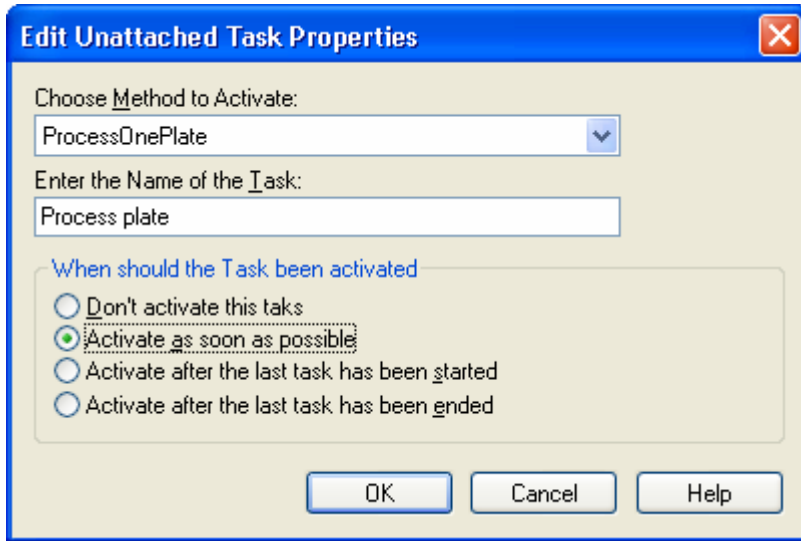 Edit Unattached Task Properties
Choose Method to Activate:
ProcessOnePlate
Enter the Name of the Task:
Process plate
When should the Task been activated
Don't activate this taks
Activate as soon as possible
Activate after the last task has been started
Activate after the last task has been ended
OK Cancel Help